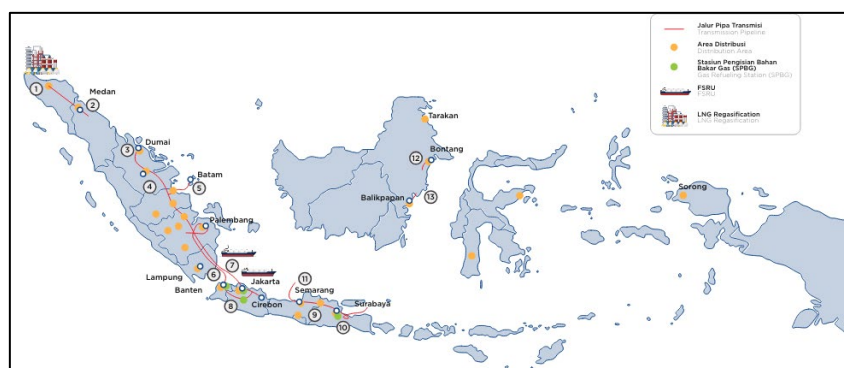 Jalur Pipa Transmisi
Transmission Pipeline
Area Distribusi
Distribution Area
Stasiun Pengisian Bahan
Bakar Gas (SPBG)
Gas Refueling Station (SPBG)
FSRU
FSRU
LNG Regasification
LNG Regasification
1
Medan
2
Tarakan
Dumai
3
Bontang
12
Batam
4
5
Sorong
Balikpapan
13
Palembang
Lampung
6
7
11
Banten
Jakarta
Semarang
Surabaya
Cirebon
8
9
10